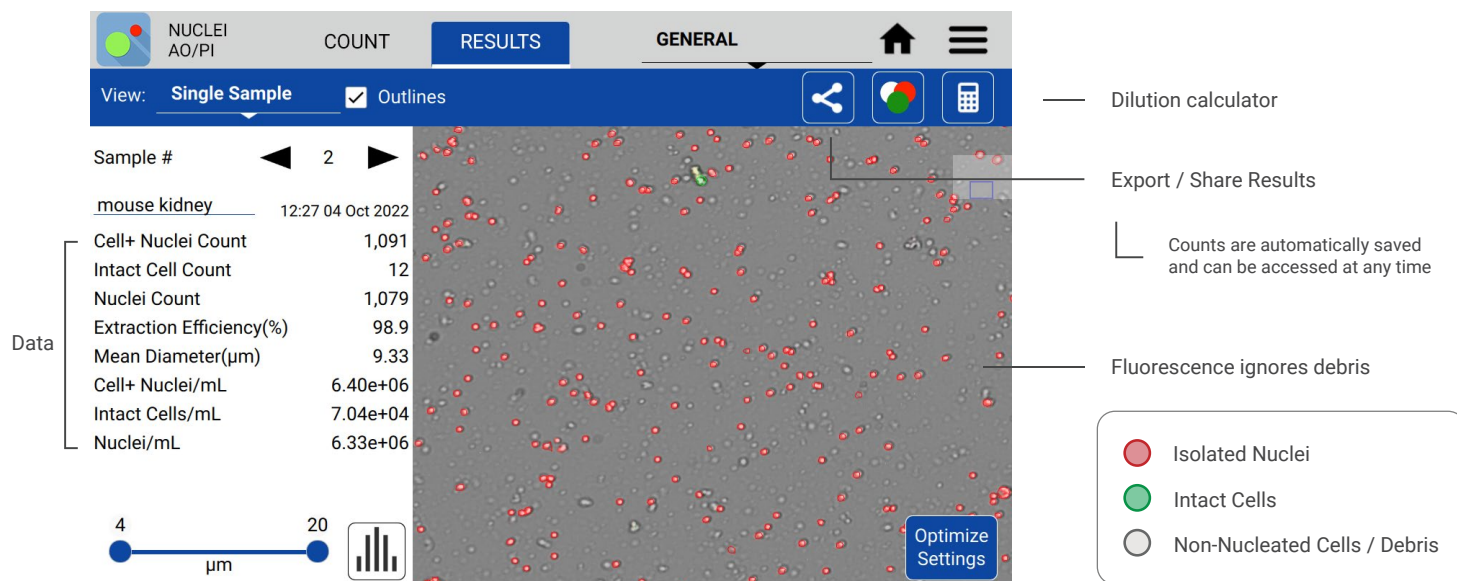 NUCLEI
AO/PI
COUNT
RESULTS
GENERAL
View:
Single Sample
Outlines
Dilution calculator
Sample #
2
Export / Share Results
mouse kidney
12:27 04 Oct 2022
Counts are automatically saved
and can be accessed at any time
Data
Cell+ Nuclei Count 1,091
Intact Cell Count 12
Nuclei Count 1,079
Extraction Efficiency(%) 98.9
Mean Diameter(µm) 9.33
Cell+ Nuclei/mL 6.40e+06
Intact Cells/mL 7.04e+04
Nuclei/mL 6.33e+06
Fluorescence ignores debris
Isolated Nuclei
Intact Cells
Non-Nucleated Cells / Debris
4
20
µm
Optimize
Settings